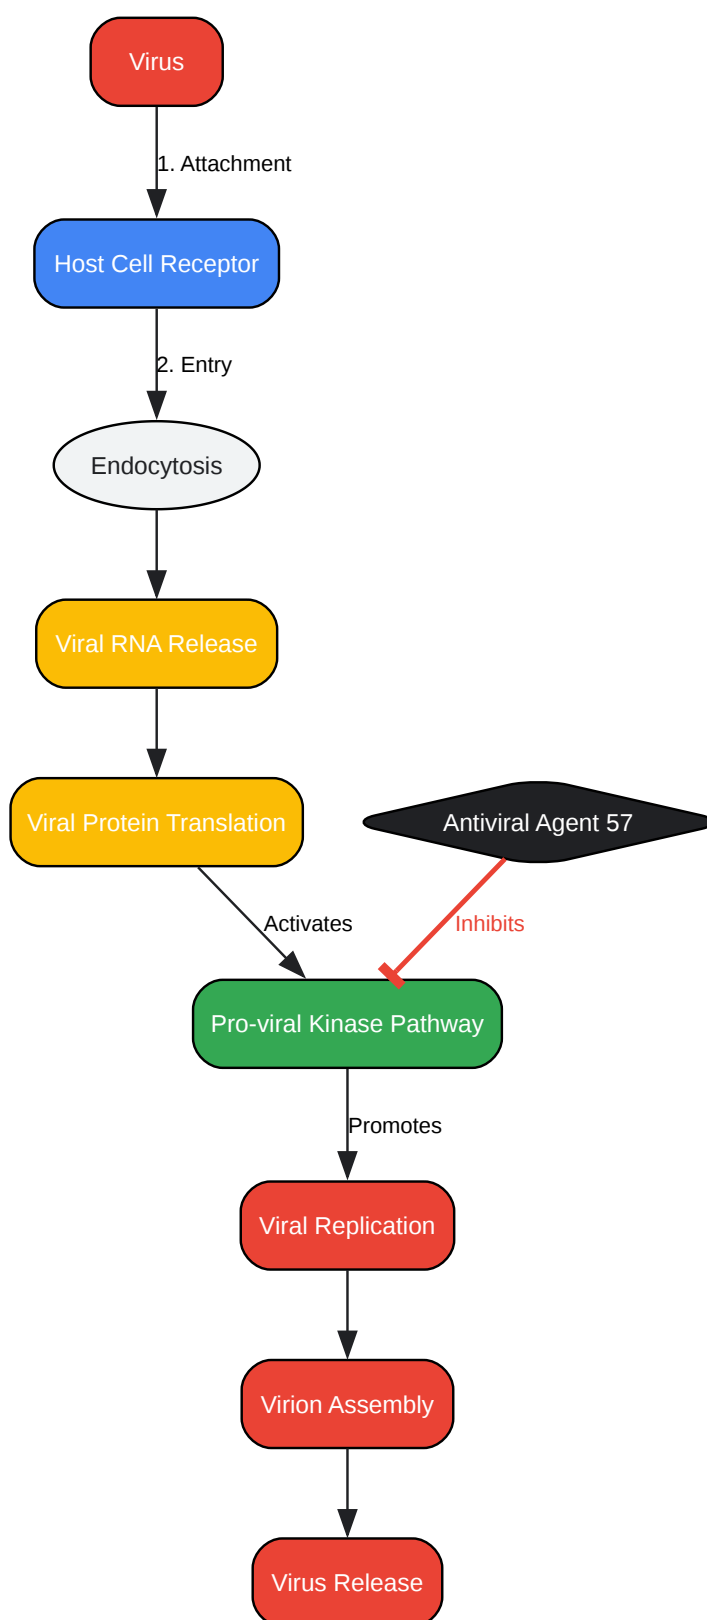 Virus
1. Attachment
Host Cell Receptor
2. Entry
Endocytosis
Viral RNA Release
Viral Protein Translation
Antiviral Agent 57
Activates
Inhibits
Pro-viral Kinase Pathway
Promotes
Viral Replication
Virion Assembly
Virus Release